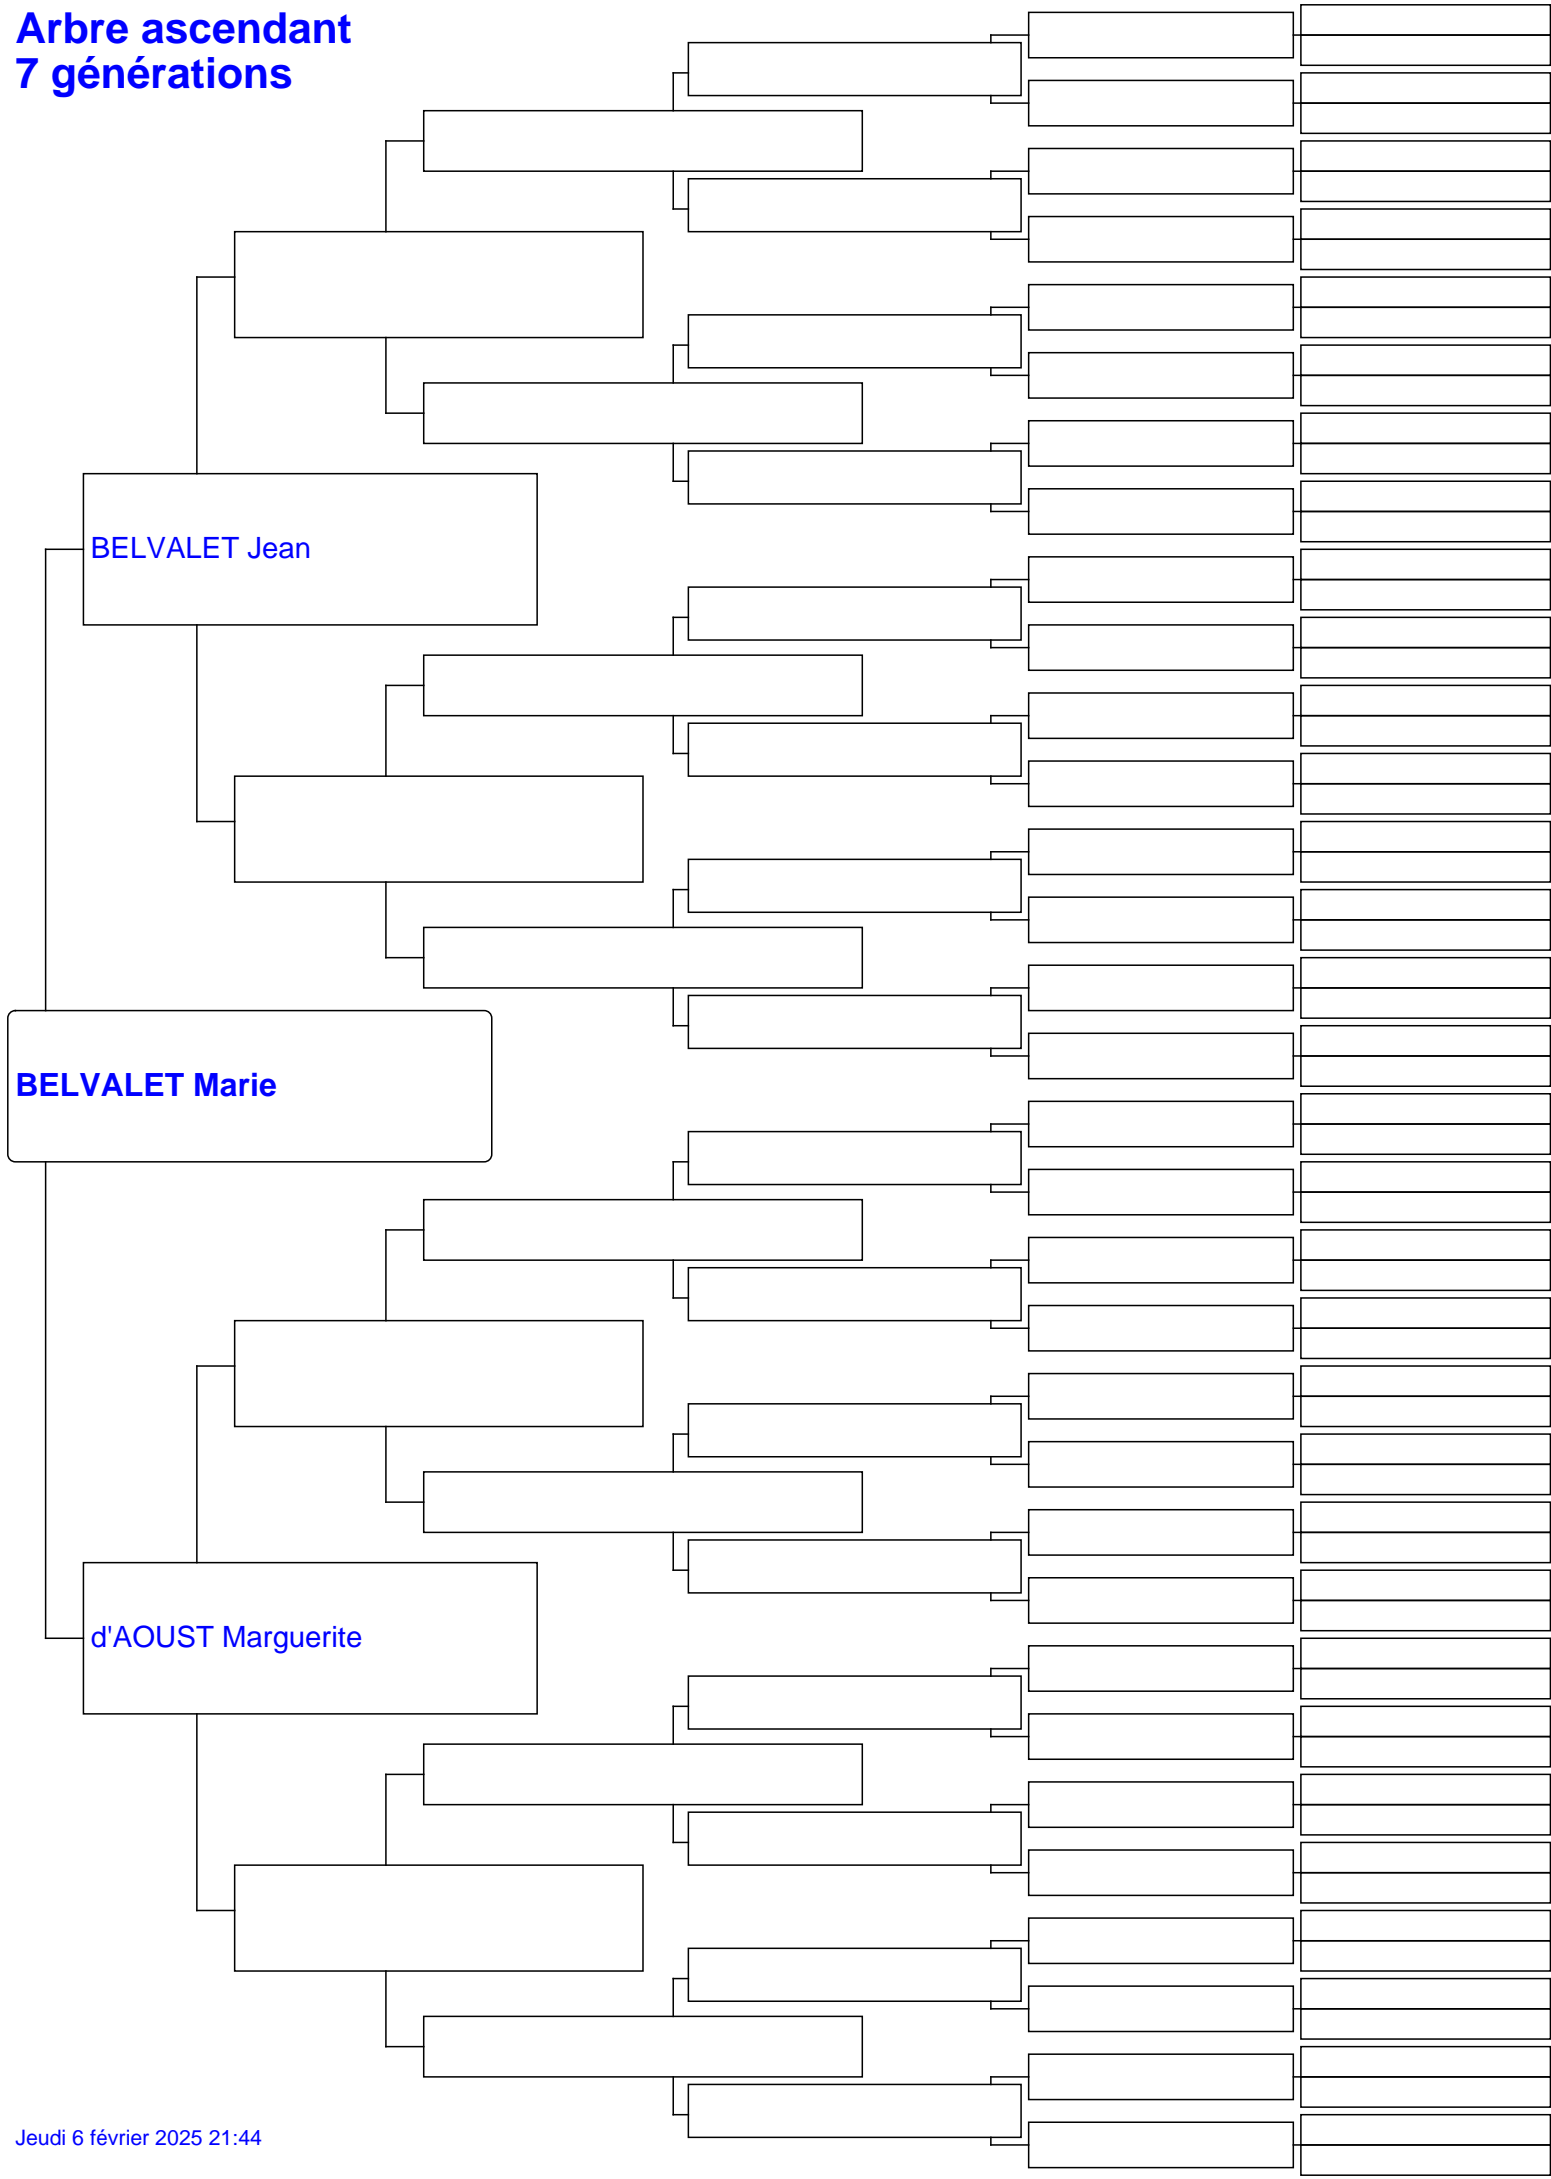 Arbre ascendant
7 générations
BELVALET Jean
BELVALET Marie
d'AOUST Marguerite
Jeudi 6 février 2025 21:44